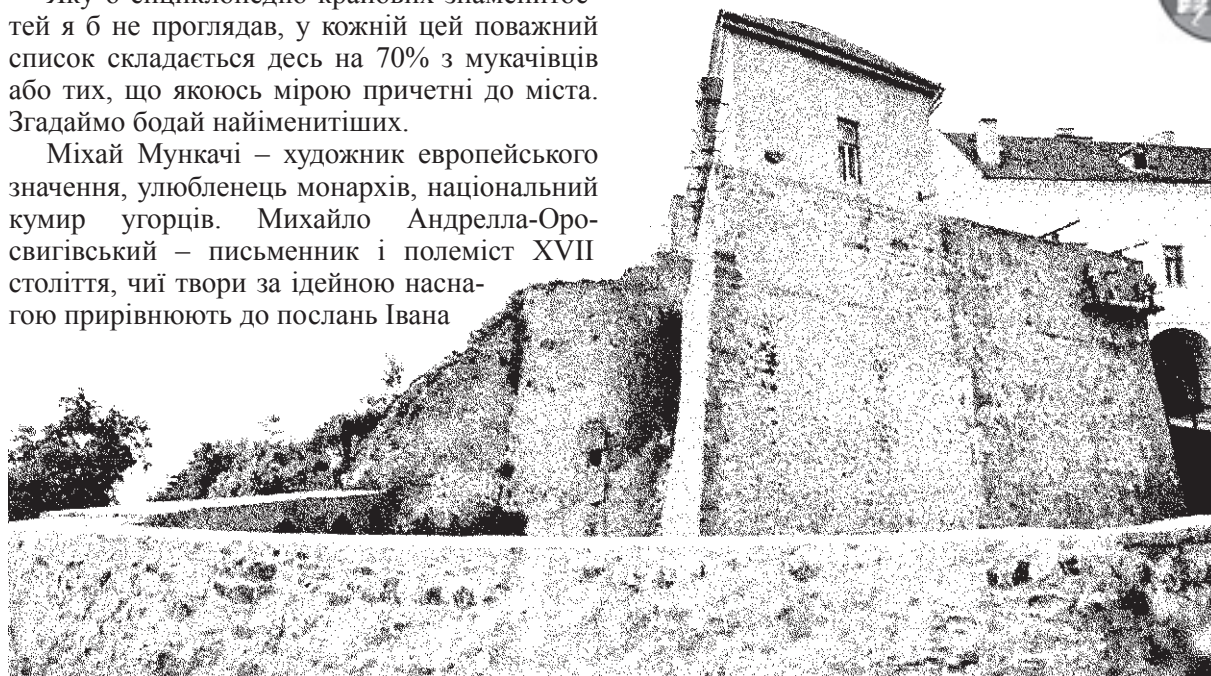 тей я б не проглядав, у кожній цей поважний
список складається десь на 70% з мукачівців
або тих, що якоюсь мірою причетні до міста.
Згадаймо бодай найіменитіших.
Міхай Мункачі – художник европейського
значення, улюбленець монархів, національний
кумир угорців. Михайло Андрелла-Оро-
свигівський – письменник і полеміст XVII
століття, чиї твори за ідейною насна-
гою прирівнюють до послань Івана